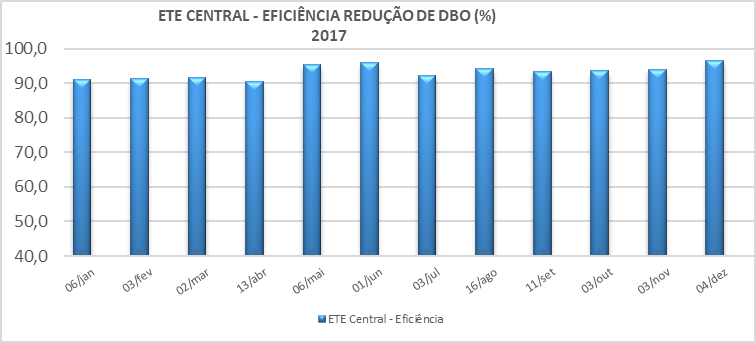 ETE CENTRAL - EFICIÊNCIA REDUÇÃO DE DBO (%)
2017
100,0
90,0
80,0
70,0
60,0
50,0
40,0
06/jan
03/fev
02/mar
13/abr
06/mai
01/jun
03/jul
16/ago
11/set
03/out
03/nov
04/dez
ETE Central - Eficiência